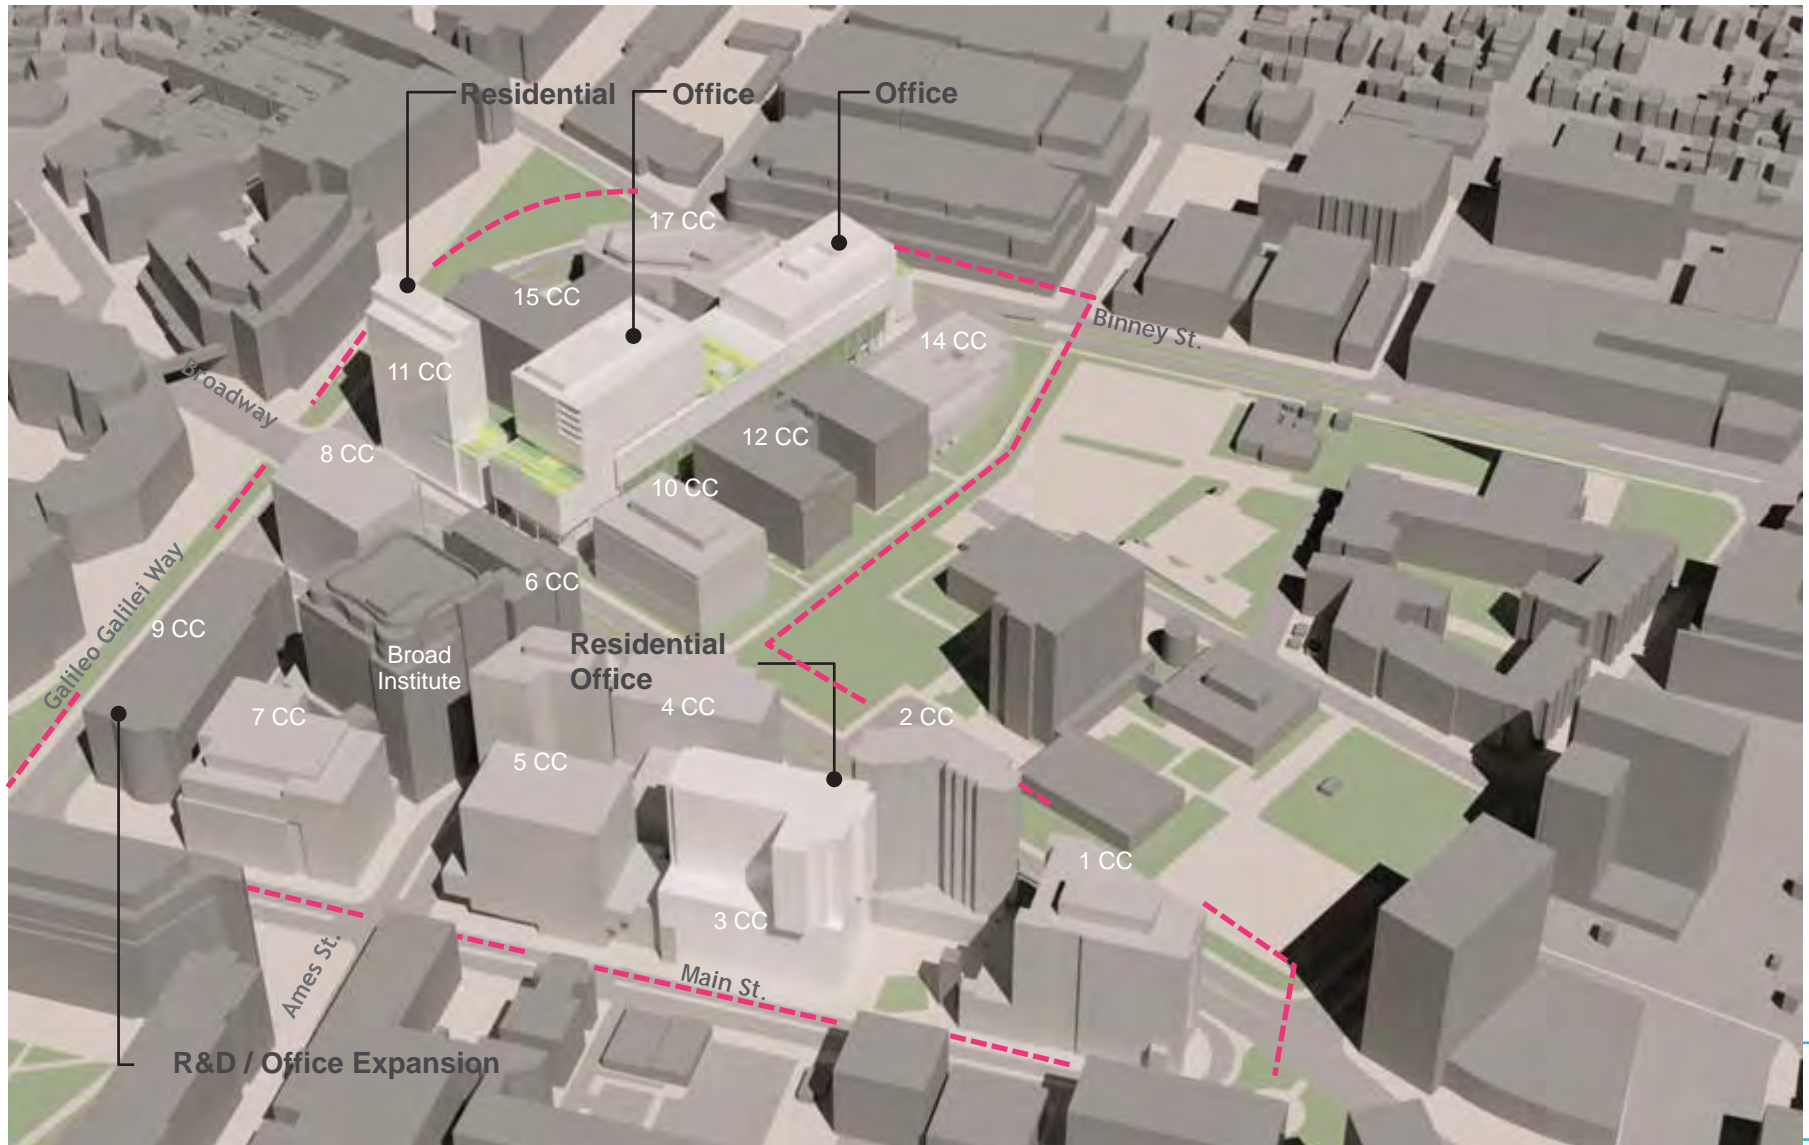 Residential
Office
Office
17 CC
15 CC
Binney St.
14 CC
11 CC
Broadway
12 CC
8 CC
10 CC
6 CC
Galileo Galilei Way
9 CC
Residential
Office
Broad
Institute
7 CC
4 CC
2 CC
5 CC
1 CC
3 CC
Ames St.
Main St.
R&D / Office Expansion